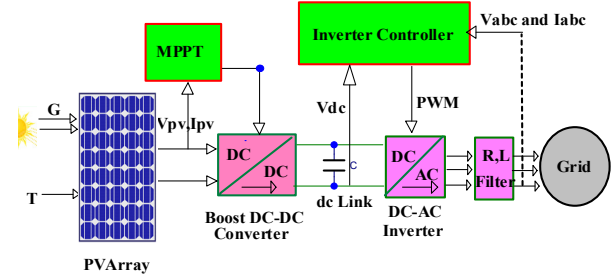 Vabc and Iabc
Inverter Controller
MPPT
G
Vdc
PWM
Vpv,Ipv
DC
DC
C
DC
AC
R,L
Filter
Grid
T
dc Link
Boost DC-DC
Converter
DC-AC
Inverter
PVArray